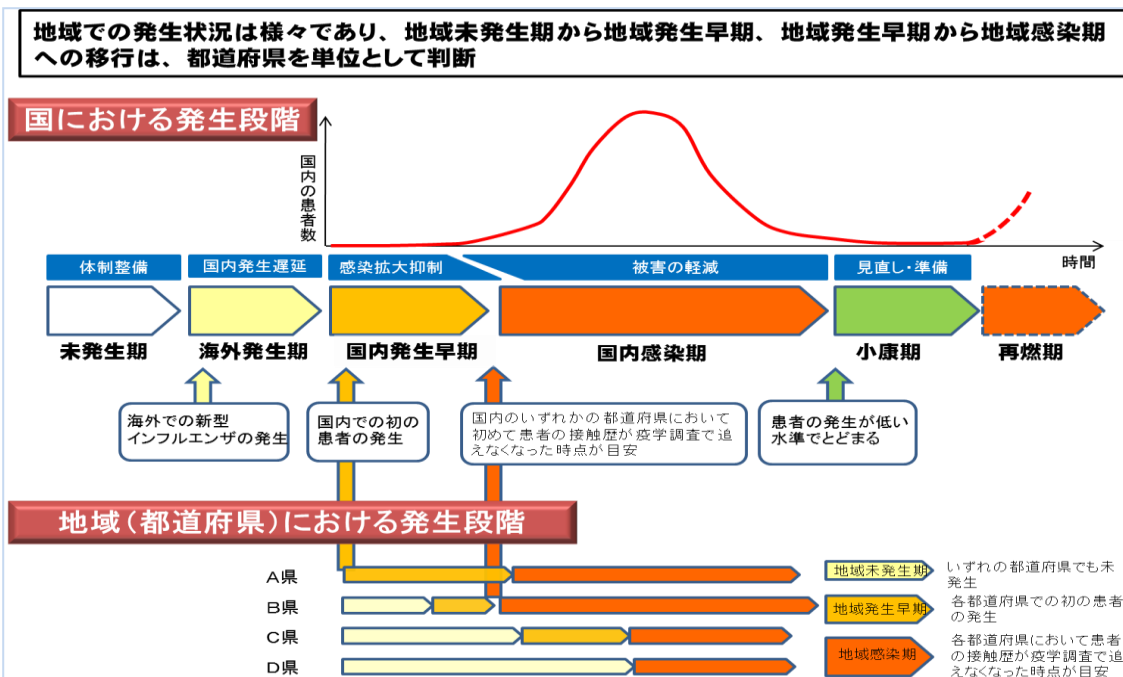 地域での発生状況は様々であり、地域未発生期から地域発生早期、地域発生早期から地域感染期
への移行は、都道府県を単位として判断
国における発生段階
国内の患者数
時間
体制整備
国内発生遅延
感染拡大抑制
被害の軽減
見直し・準備
未発生期
海外発生期
国内発生早期
国内感染期
小康期
再燃期
海外での新型
インフルエンザの発生
国内での初の
患者の発生
国内のいずれかの都道府県において
初めて患者の接触歴が疫学調査で追
えなくなった時点が目安
患者の発生が低い
水準でとどまる
地域(都道府県)における発生段階
A県
B県
C県
D県
地域未発生期
いずれの都道府県でも未
発生
地域発生早期
各都道府県での初の患者
の発生
地域感染期
各都道府県において患者
の接触歴が疫学調査で追
えなくなった時点が目安